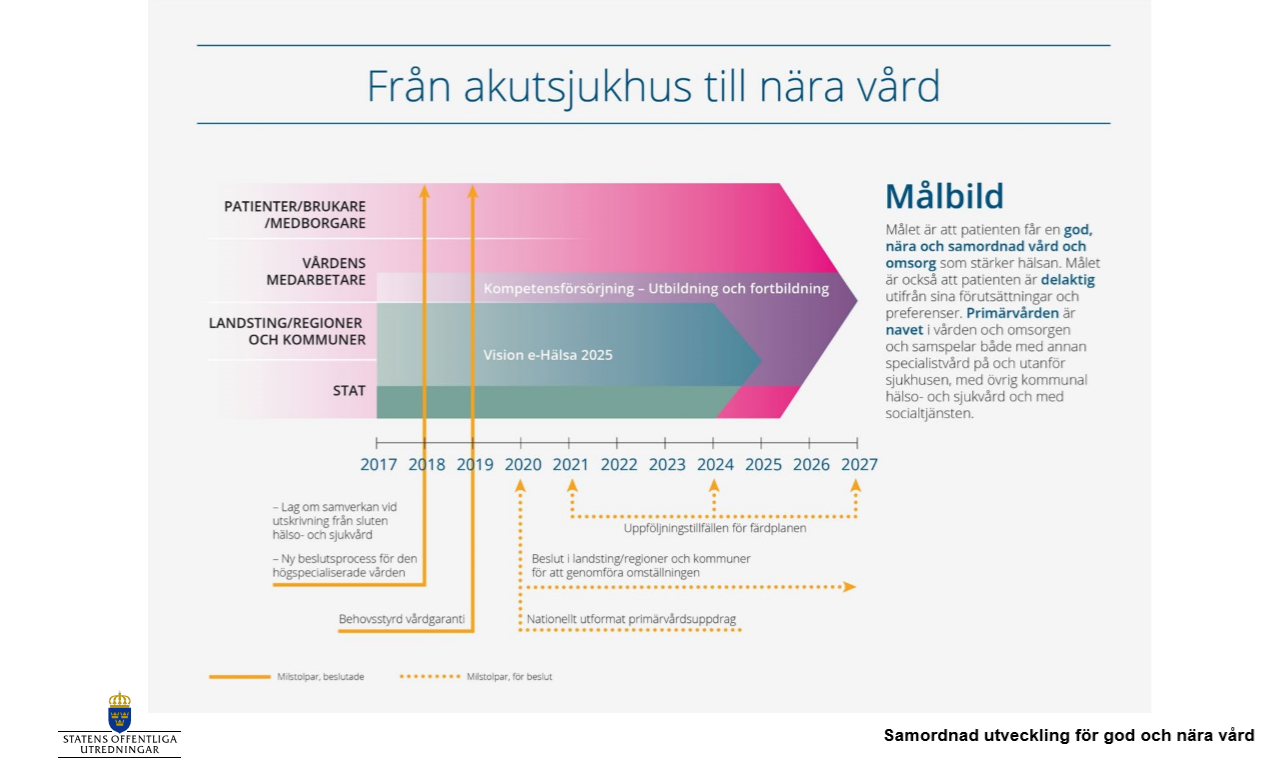 Från akutsjukhus till nära vård
PATIENTER/BRUKARE
/MEDBORGARE
VÅRDENS
MEDARBETARE
LANDSTING/REGIONER
OCH KOMMUNER
STAT
Kompetensförsörjning – Utbildning och fortbildning
Vision e-Hälsa 2025
Målbild
Målet är att patienten får en god,
nära och samordnad vård och
omsorg som stärker hälsan. Målet
är också att patienten är delaktig
utifrån sina förutsättningar och
preferenser. Primärvården är
navet i vården och omsorgen
och samspelar både med annan
specialistvård på och utanför
sjukhusen, med övrig kommunal
hälso- och sjukvård och med
socialtjänsten.
2017 2018 2019 2020 2021 2022 2023 2024 2025 2026 2027
– Lag om samverkan vid
utskrivning från sluten
hälso- och sjukvård
– Ny beslutsprocess för den
högspecialiserade vården
Behovsstyrd vårdgaranti
Uppföljningstillfällen för färdplanen
Beslut i landsting/regioner och kommuner
för att genomföra omställningen
Nationellt utformat primärvårdsuppdrag
Milstolpar, beslutade
Milstolpar, för beslut
STATENS OFFENTLIGA
UTREDNINGAR
Samordnad utveckling för god och nära vård